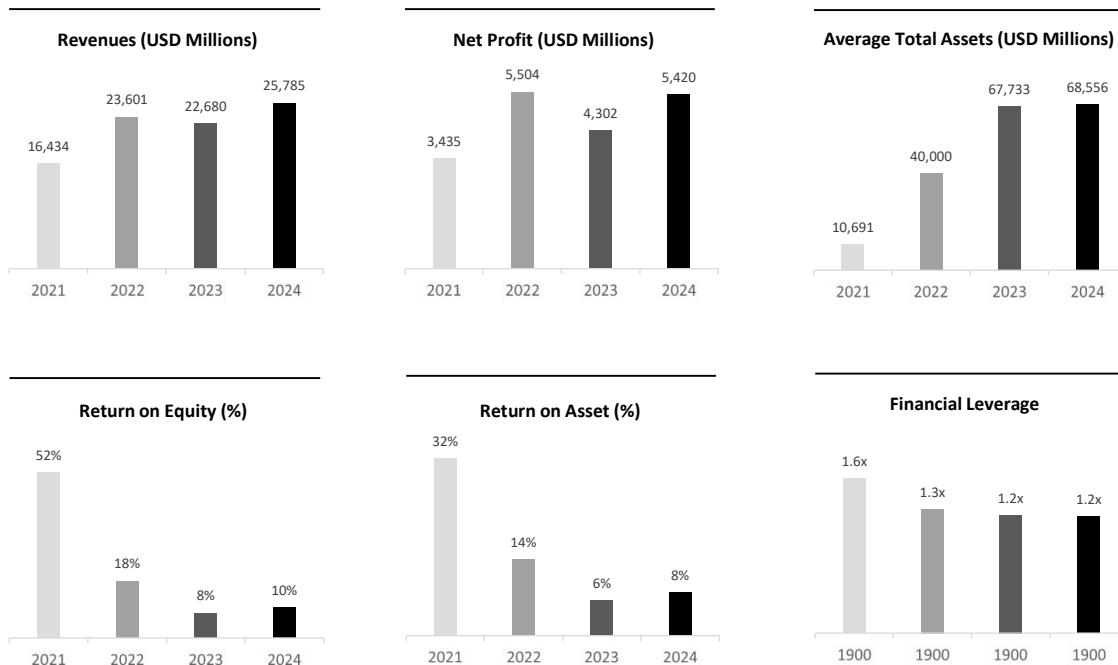 Revenues (USD Millions)
16,434
23,601
22,680
25,785
2021 2022 2023 2024
Net Profit (USD Millions)
3,435
5,504
4,302
5,420
2021 2022 2023 2024
Average Total Assets (USD Millions)
10,691
40,000
67,733
68,556
2021 2022 2023 2024
Return on Equity (%)
52%
18%
8%
10%
2021 2022 2023 2024
Return on Asset (%)
32%
14%
6%
8%
2021 2022 2023 2024
Financial Leverage
1.6x
1.3x
1.2x
1.2x
1900 1900 1900 1900